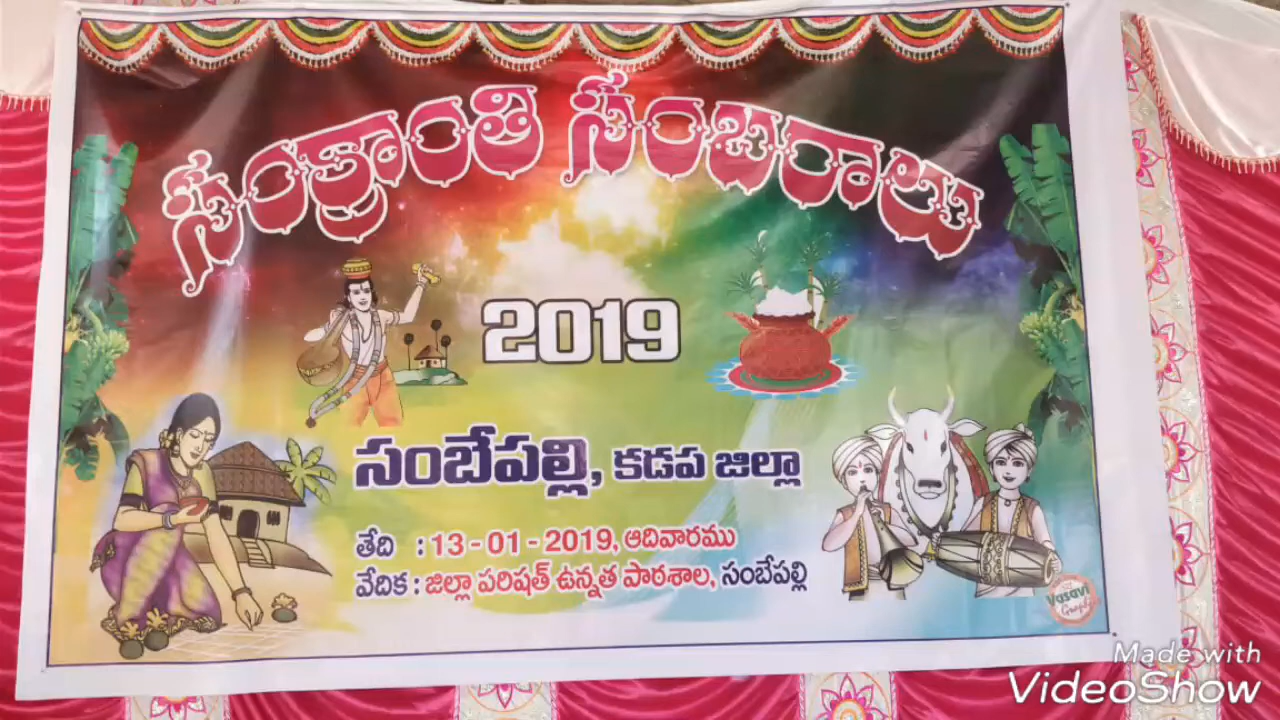 సంక్రాంతి సంబరాలు
2019
సంబేపల్లి, కడప జిల్లా
తేది : 13 - 01 - 2019, ఆదివారము
వేదిక : జిల్లా పరిషత్ ఉన్నత పాఠశాల, సంబేపల్లి
Vasavi
Made with
VideoShow